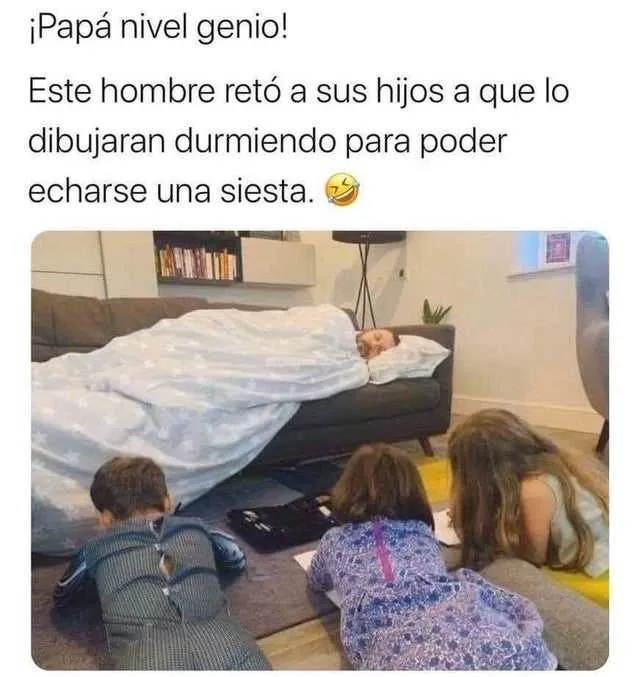 ¡Papá nivel genio!
Este hombre retó a sus hijos a que lo
dibujaran durmiendo para poder
echarse una siesta. 🤣